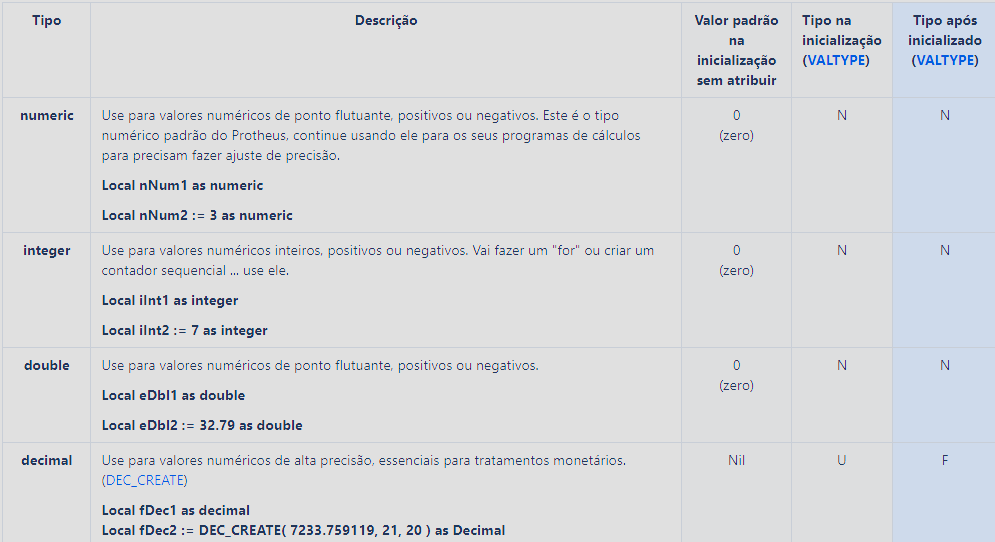 Tipo
Descrição
Valor padrão
na
inicialização
sem atribuir
Tipo na
inicialização
(VALTYPE)
Tipo após
inicializado
(VALTYPE)
numeric
Use para valores numéricos de ponto flutuante, positivos ou negativos. Este é o tipo
numérico padrão do Protheus, continue usando ele para os seus programas de cálculos
para precisam fazer ajuste de precisão.
Local nNum1 as numeric
Local nNum2 := 3 as numeric
0
(zero)
N
N
integer
Use para valores numéricos inteiros, positivos ou negativos. Vai fazer um "for" ou criar um
contador sequencial ... use ele.
Local iInt1 as integer
Local iInt2 := 7 as integer
0
(zero)
N
N
double
Use para valores numéricos de ponto flutuante, positivos ou negativos.
Local eDbl1 as double
Local eDbl2 := 32.79 as double
0
(zero)
N
N
decimal
Use para valores numéricos de alta precisão, essenciais para tratamentos monetários.
(DEC_CREATE)
Local fDec1 as decimal
Local fDec2 := DEC_CREATE( 7233.759119, 21, 20 ) as Decimal
Nil
U
F